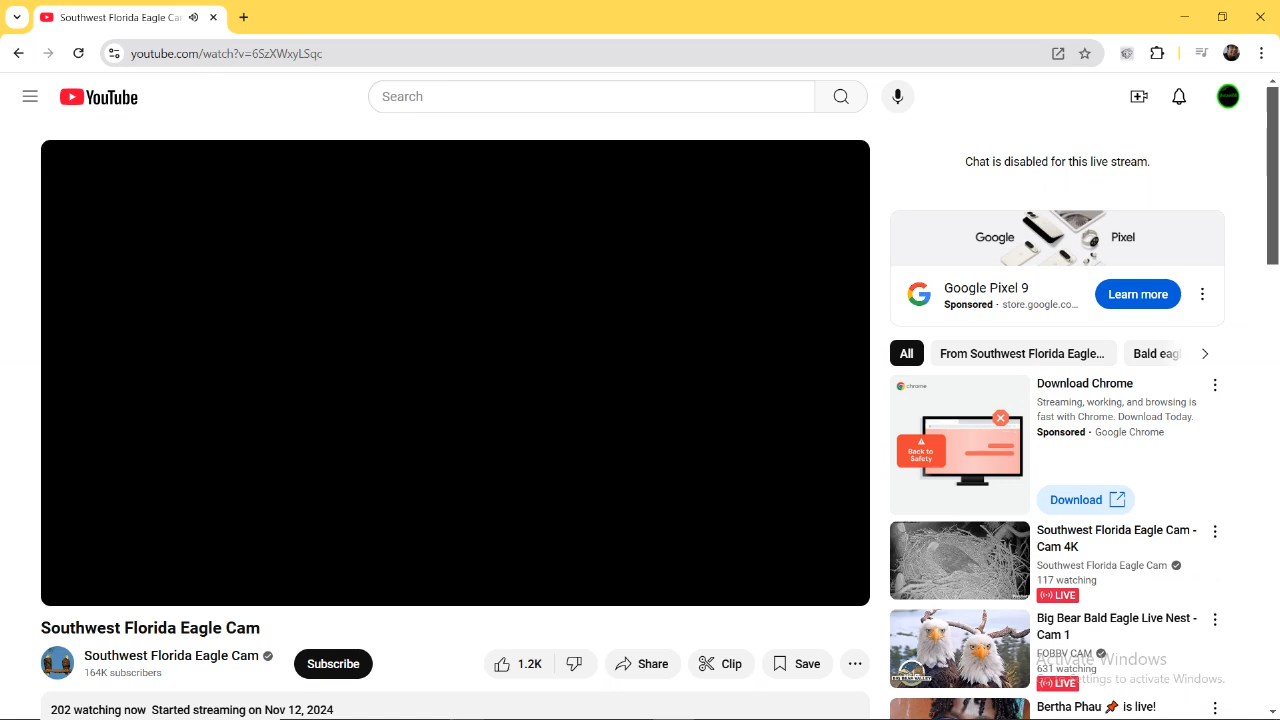 Southwest Florida Eagle Ca
youtube.com/watch?v=6SzXWxyLSqc
YouTube
Search
Chat is disabled for this live stream.
Google Pixel
Google Pixel 9
Sponsored · store.google.co...
Learn more
All
From Southwest Florida Eagle...
Bald eag
chrome
Back to
Safety
Download Chrome
Streaming, working, and browsing is
fast with Chrome. Download Today.
Sponsored · Google Chrome
Download
Southwest Florida Eagle Cam -
Cam 4K
Southwest Florida Eagle Cam
117 watching
LIVE
Big Bear Bald Eagle Live Nest -
Cam 1
FOBBV CAM
631 watching
LIVE
Bertha Phau 📌 is live!
Activate Windows
Go to Settings to activate Windows.
Southwest Florida Eagle Cam
Southwest Florida Eagle Cam
164K subscribers
Subscribe
1.2K
Share
Clip
Save
202 watching now Started streaming on Nov 12, 2024